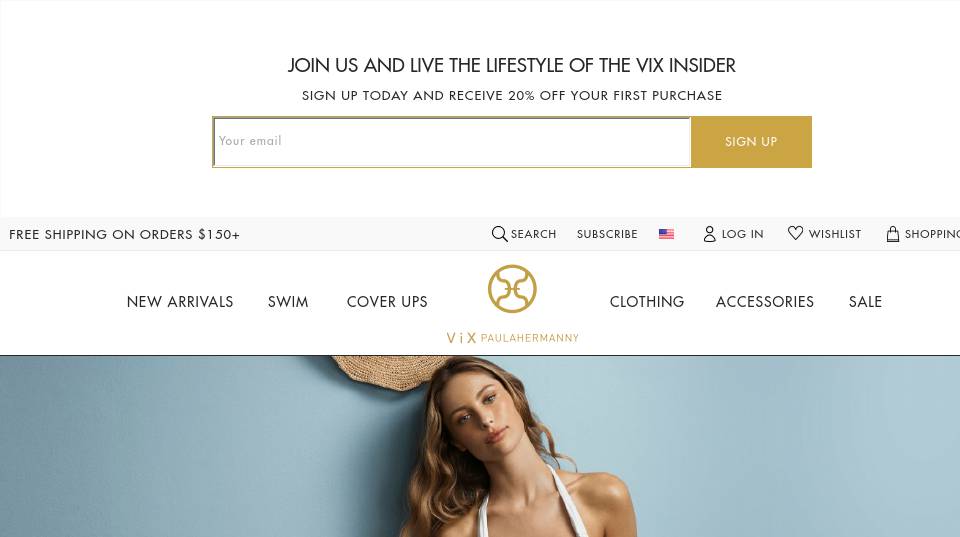 JOIN US AND LIVE THE LIFESTYLE OF THE VIX INSIDER
SIGN UP TODAY AND RECEIVE 20% OFF YOUR FIRST PURCHASE
Your email
SIGN UP
FREE SHIPPING ON ORDERS $150+
SEARCH
SUBSCRIBE
LOG IN
WISHLIST
SHOPPING
NEW ARRIVALS
SWIM
COVER UPS
CLOTHING
ACCESSORIES
SALE
ViX PAULAHERMANNY